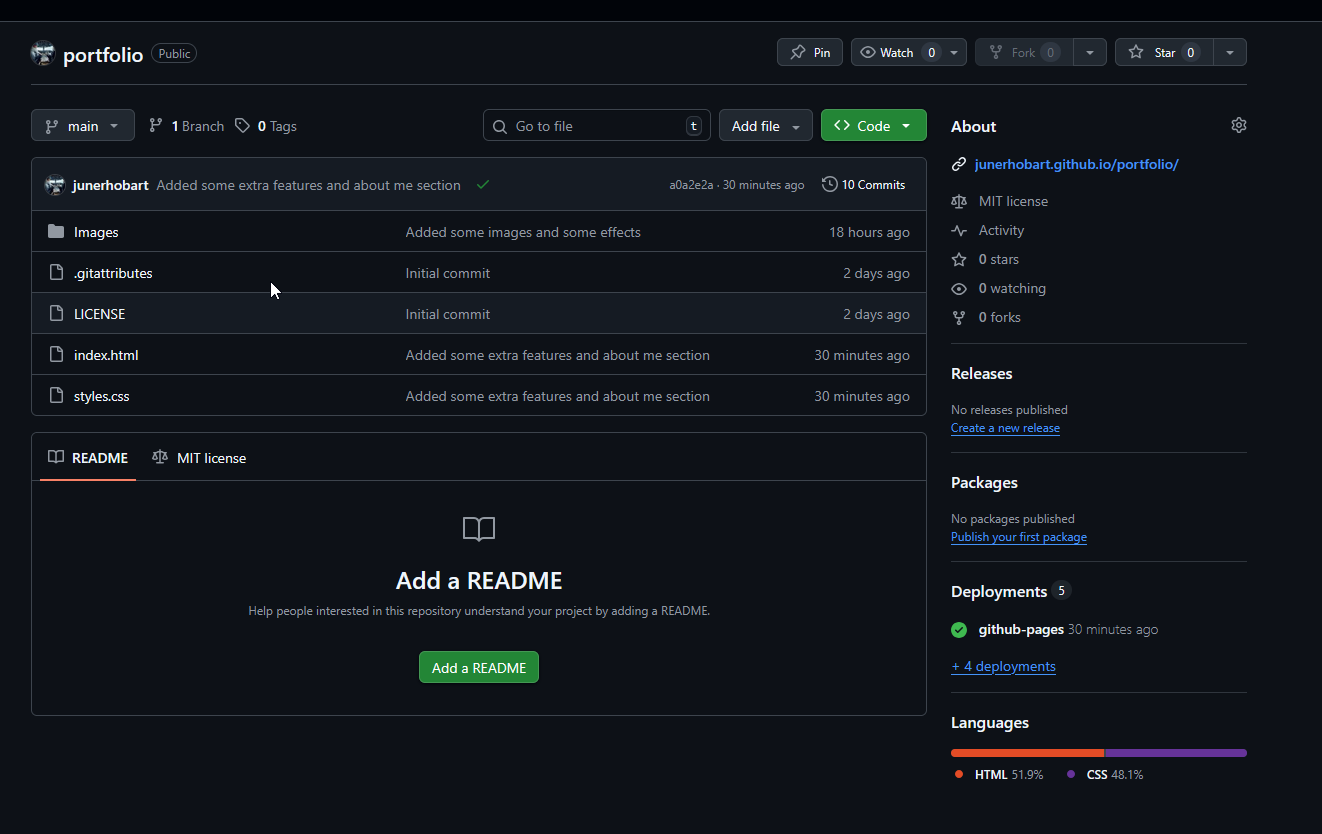 portfolio Public Pin Watch 0 Fork 0 Star 0
main 1 Branch 0 Tags Go to file t Add file Code
junerhobart Added some extra features and about me section a0a2e2a · 30 minutes ago 10 Commits
Images Added some images and some effects 18 hours ago
.gitattributes Initial commit 2 days ago
LICENSE Initial commit 2 days ago
index.html Added some extra features and about me section 30 minutes ago
styles.css Added some extra features and about me section 30 minutes ago
README MIT license
Add a README
Help people interested in this repository understand your project by adding a README.
Add a README
About
junerhobart.github.io/portfolio/
MIT license
Activity
0 stars
0 watching
0 forks
Releases
No releases published
Create a new release
Packages
No packages published
Publish your first package
Deployments 5
github-pages 30 minutes ago
+ 4 deployments
Languages
HTML 51.9% CSS 48.1%